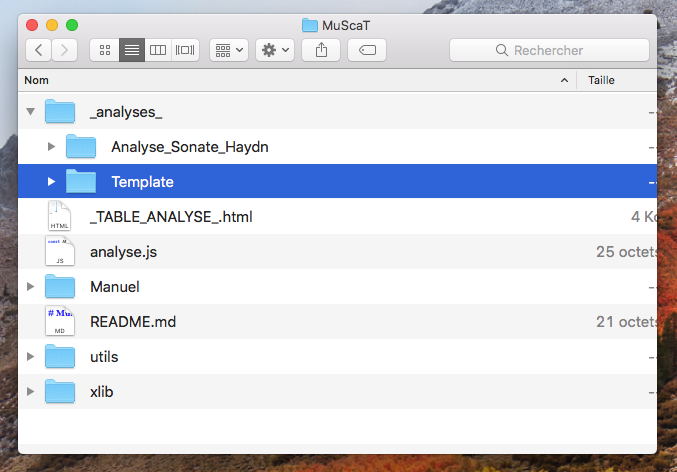 MuScaT
Rechercher
Nom Taille
_analyses_ --
Analyse_Sonate_Haydn --
Template --
HTML _TABLE_ANALYSE_.html 4 Ko
const A
JS analyse.js 25 octets
Manuel --
# Mu
MD README.md 21 octets
utils --
xlib --